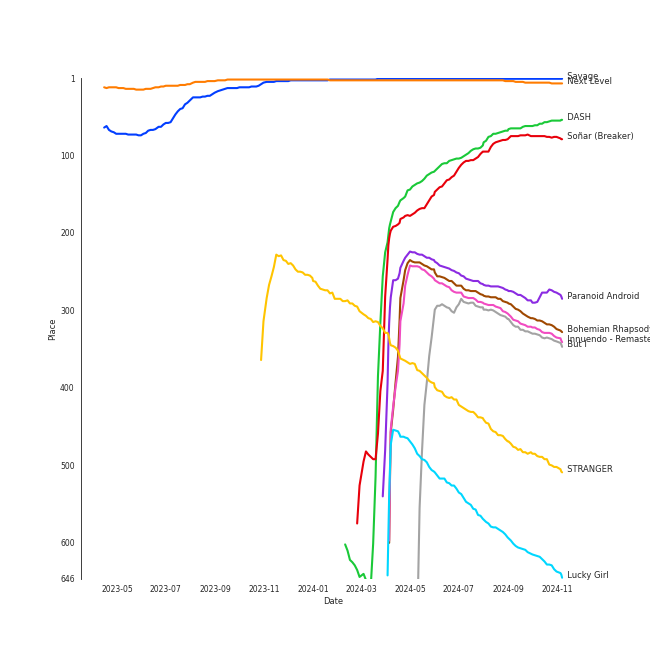 Savage
Next Level
DASH
Soñar (Breaker)
Paranoid Android
Bohemian Rhapsody
Innuendo - Remaste
But I
STRANGER
Lucky Girl
1
100
200
300
400
500
600
646
Place
2023-05
2023-07
2023-09
2023-11
2024-01
2024-03
2024-05
2024-07
2024-09
2024-11
Date